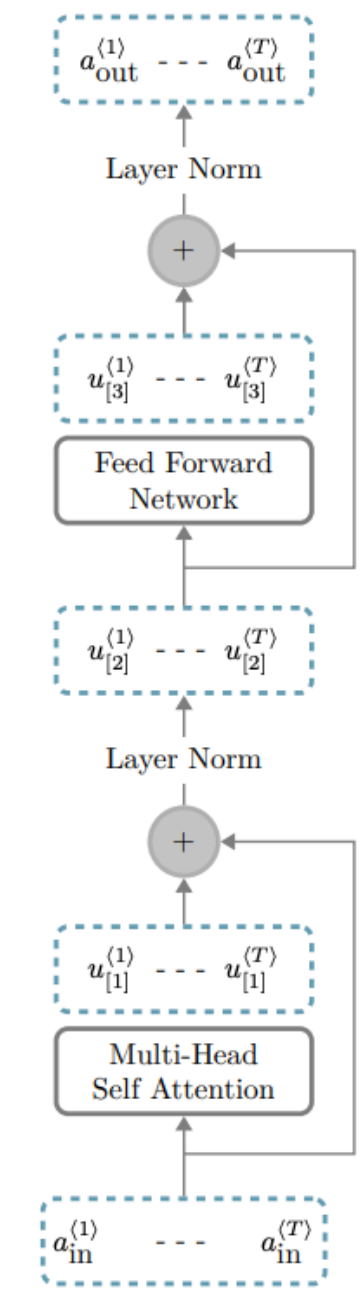 a_out^⟨1⟩ - - - a_out^⟨T⟩
Layer Norm
+
u_[3]^⟨1⟩ - - - u_[3]^⟨T⟩
Feed Forward
Network
u_[2]^⟨1⟩ - - - u_[2]^⟨T⟩
Layer Norm
+
u_[1]^⟨1⟩ - - - u_[1]^⟨T⟩
Multi-Head
Self Attention
a_in^⟨1⟩ - - - a_in^⟨T⟩